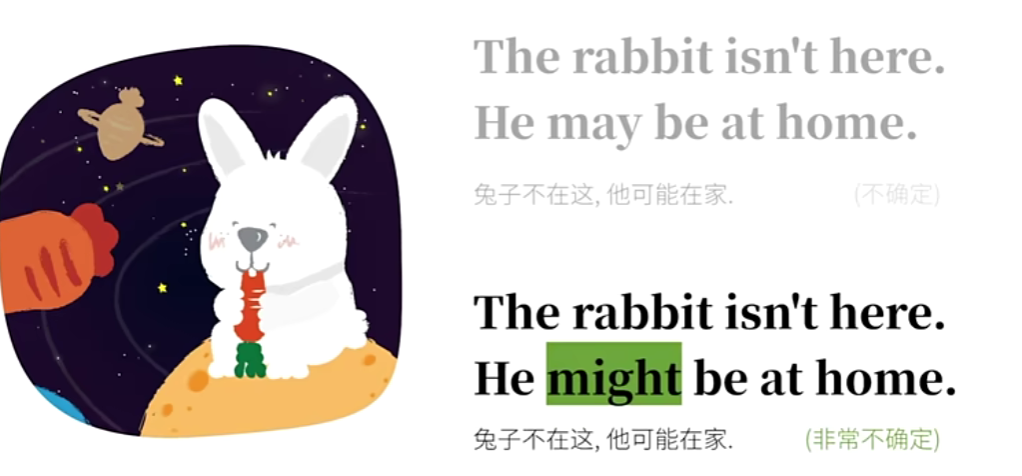 The rabbit isn't here.
He may be at home.
兔子不在这, 他可能在家. (不确定)
The rabbit isn't here.
He might be at home.
兔子不在这, 他可能在家. (非常不确定)